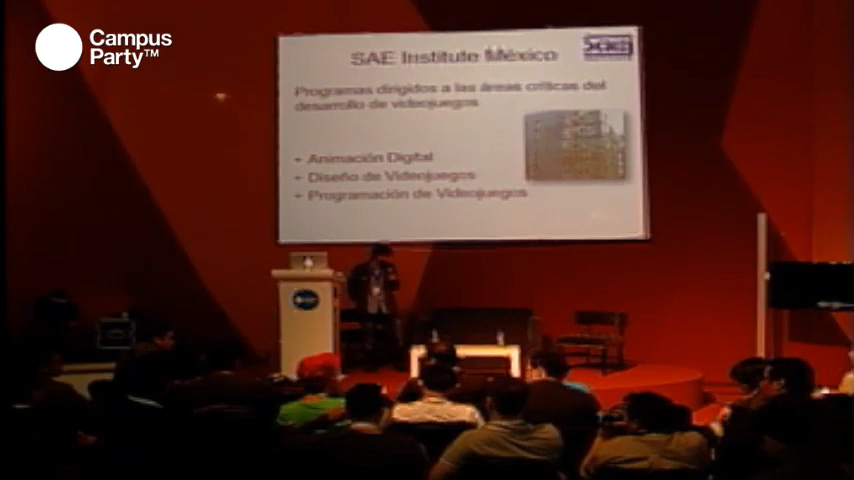 Campus
Party™
SAE Institute México
sae
Programas dirigidos a las áreas críticas del
desarrollo de videojuegos
+ Animación Digital
+ Diseño de Videojuegos
+ Programación de Videojuegos